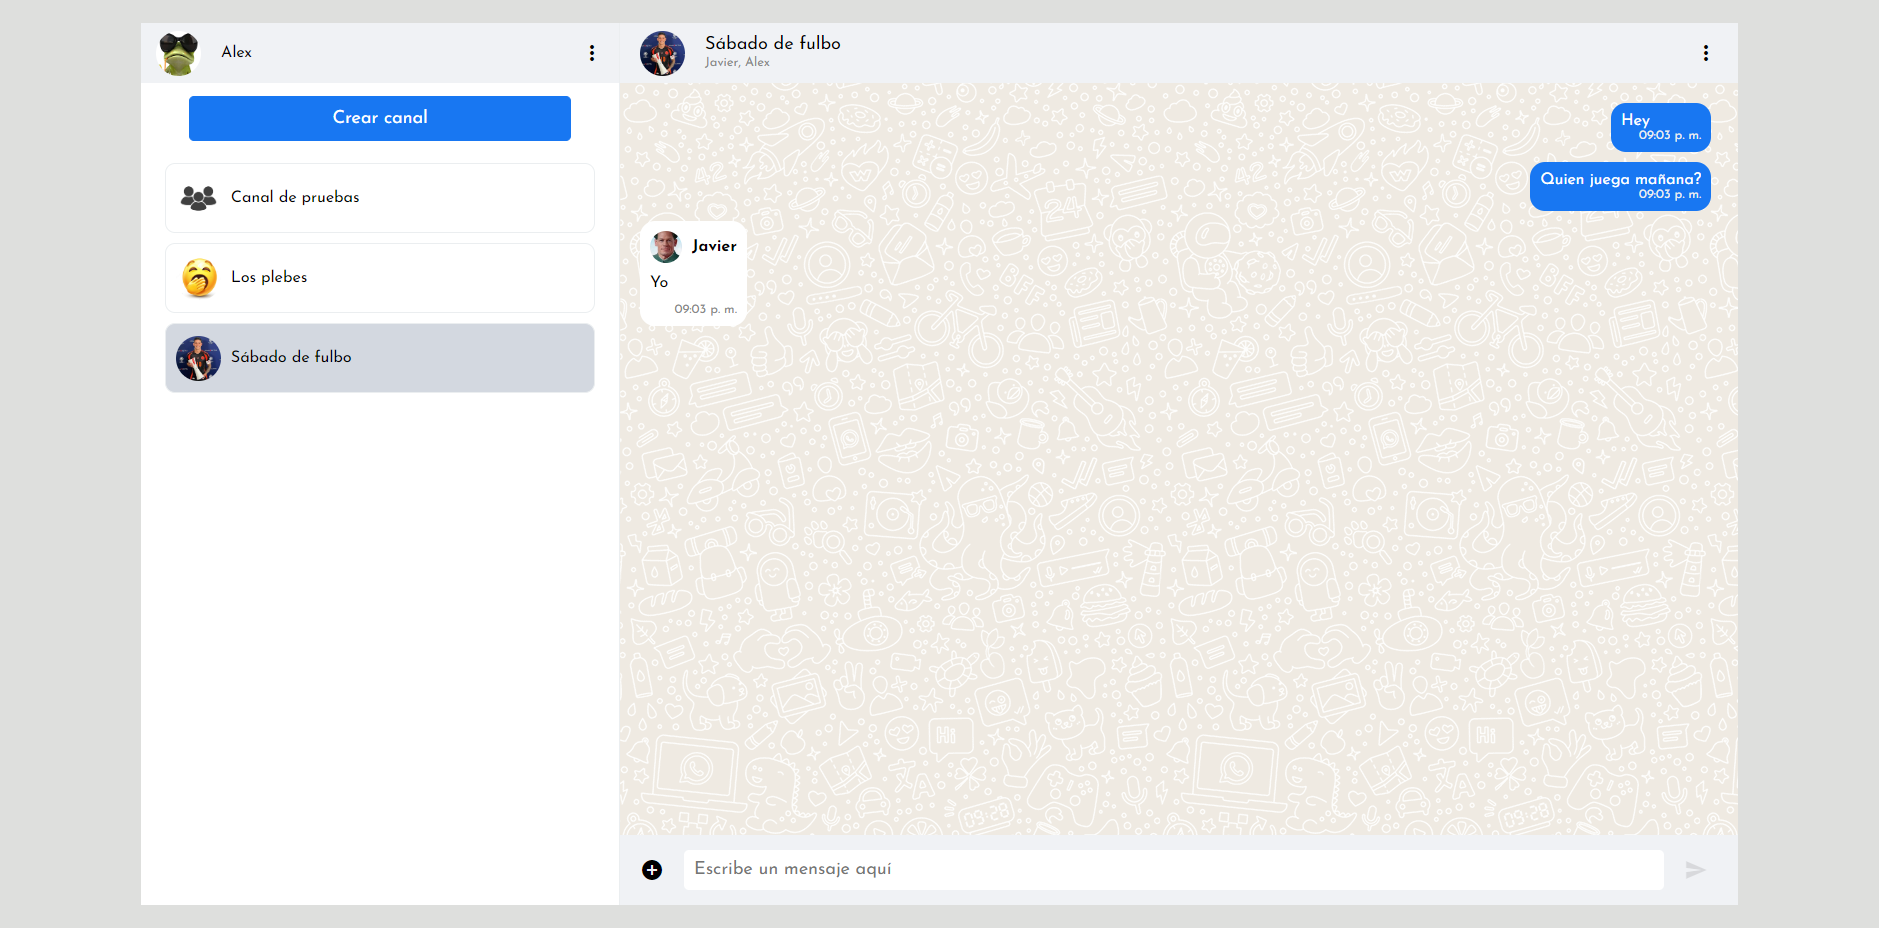 Alex
Crear canal
Canal de pruebas
Los plebes
Sábado de fulbo
Sábado de fulbo
Javier, Alex
Hey
09:03 p. m.
Quien juega mañana?
09:03 p. m.
Javier
Yo
09:03 p. m.
Escribe un mensaje aquí